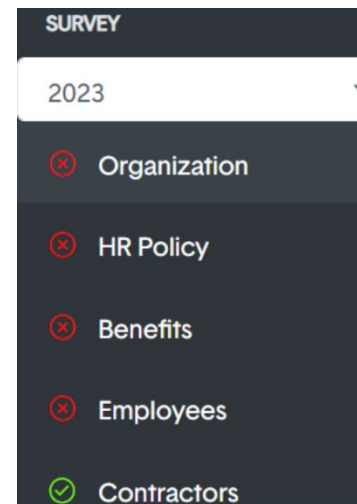 SURVEY
2023
Organization
HR Policy
Benefits
Employees
Contractors